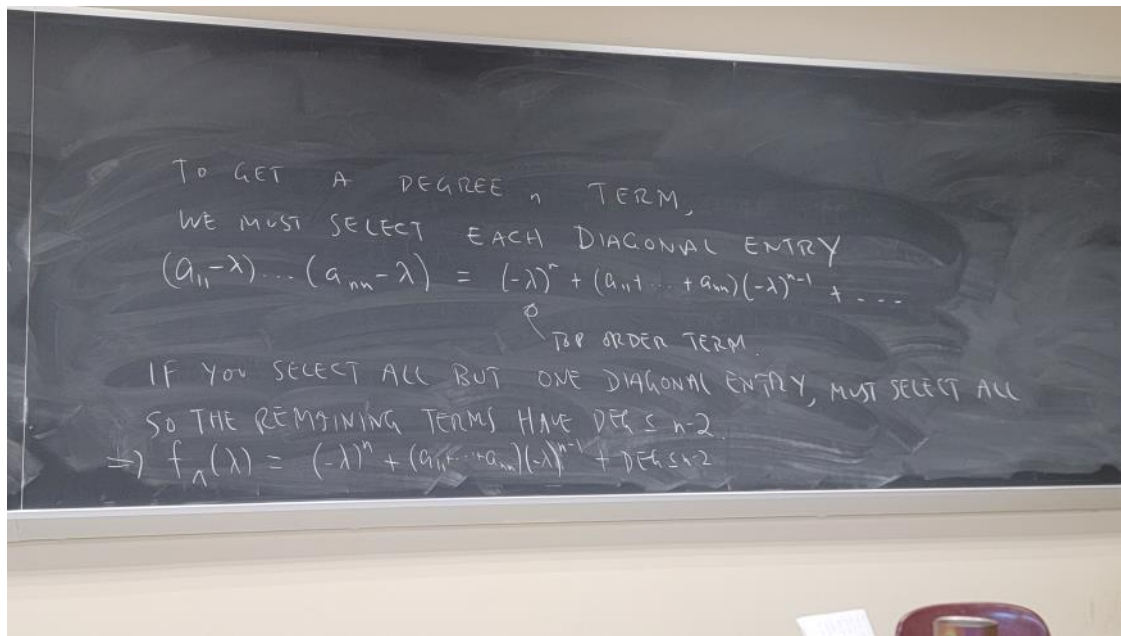 TO GET A DEGREE n TERM,
WE MUST SELECT EACH DIAGONAL ENTRY
(a₁₁-λ)...(aₙₙ-λ) = (-λ)ⁿ + (a₁₁+...+aₙₙ)(-λ)ⁿ⁻¹ + ...
TOP ORDER TERM.
IF YOU SELECT ALL BUT ONE DIAGONAL ENTRY, MUST SELECT ALL
SO THE REMAINING TERMS HAVE DEG ≤ n-2.
⇒ f_A(λ) = (-λ)ⁿ + (a₁₁+...+aₙₙ)(-λ)ⁿ⁻¹ + DEG ≤ n-2